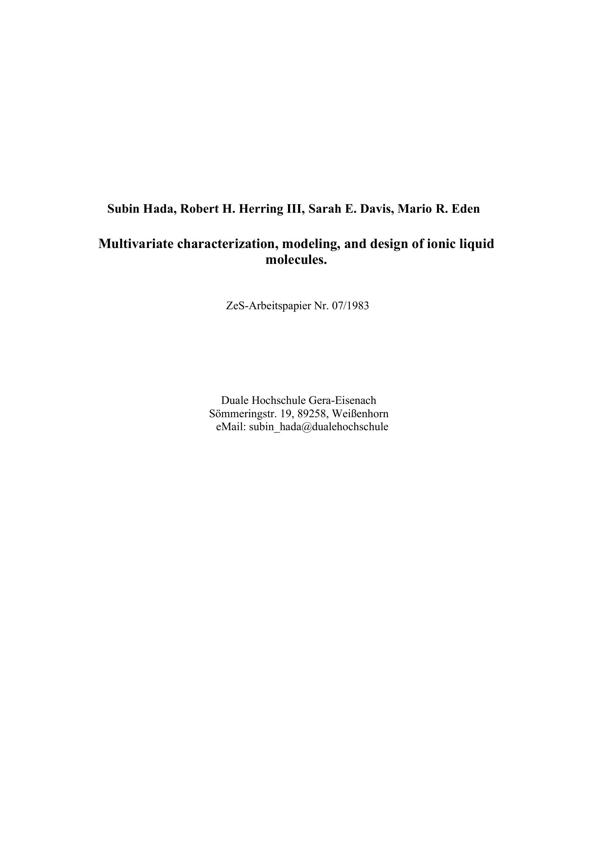 Subin Hada, Robert H. Herring III, Sarah E. Davis, Mario R. Eden
Multivariate characterization, modeling, and design of ionic liquid
molecules.
ZeS-Arbeitspapier Nr. 07/1983
Duale Hochschule Gera-Eisenach
Sömmeringstr. 19, 89258, Weißenhorn
eMail: subin_hada@dualehochschule